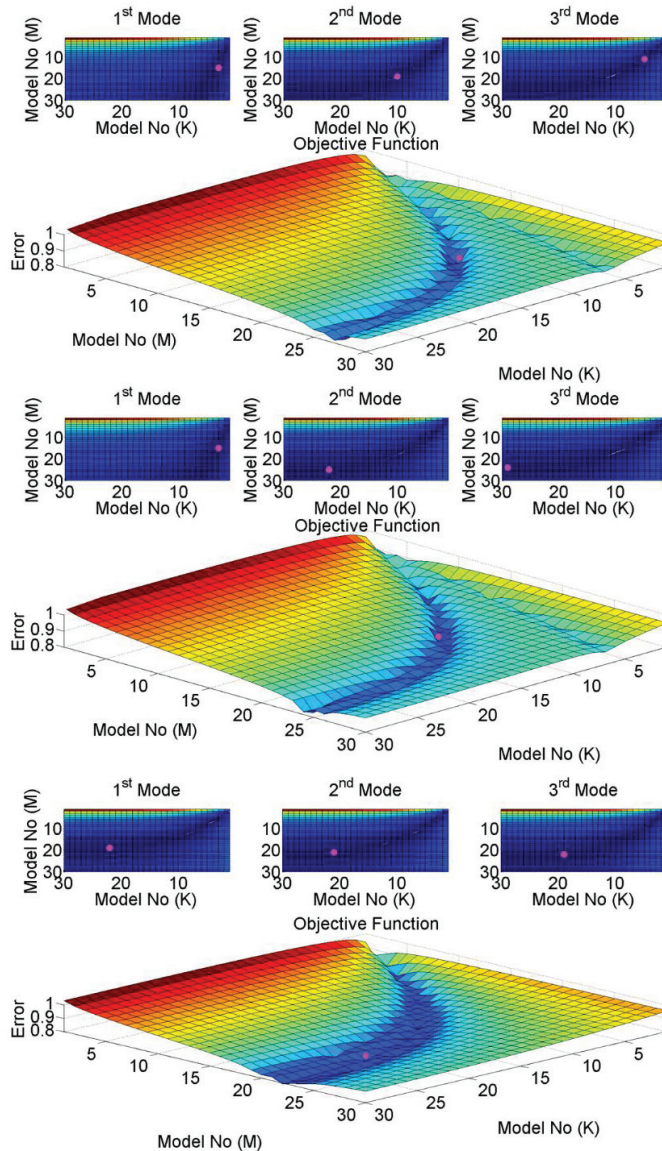 1st Mode 2nd Mode 3rd Mode
Model No (M) Model No (M) Model No (M)
10 10 10
20 20 20
30 30 30
30 20 10 30 20 10 30 20 10
Model No (K) Model No (K) Model No (K)
Objective Function
Error
1
0.9
0.8
5 10 15 20 25 30
Model No (M)
30 25 20 15 10 5
Model No (K)
1st Mode 2nd Mode 3rd Mode
Model No (M) Model No (M) Model No (M)
10 10 10
20 20 20
30 30 30
30 20 10 30 20 10 30 20 10
Model No (K) Model No (K) Model No (K)
Objective Function
Error
1
0.9
0.8
5 10 15 20 25 30
Model No (M)
30 25 20 15 10 5
Model No (K)
1st Mode 2nd Mode 3rd Mode
Model No (M)
10 10 10
20 20 20
30 30 30
30 20 10 30 20 10 30 20 10
Model No (K) Model No (K) Model No (K)
Objective Function
Error
1
0.9
0.8
5 10 15 20 25 30
Model No (M)
30 25 20 15 10 5
Model No (K)